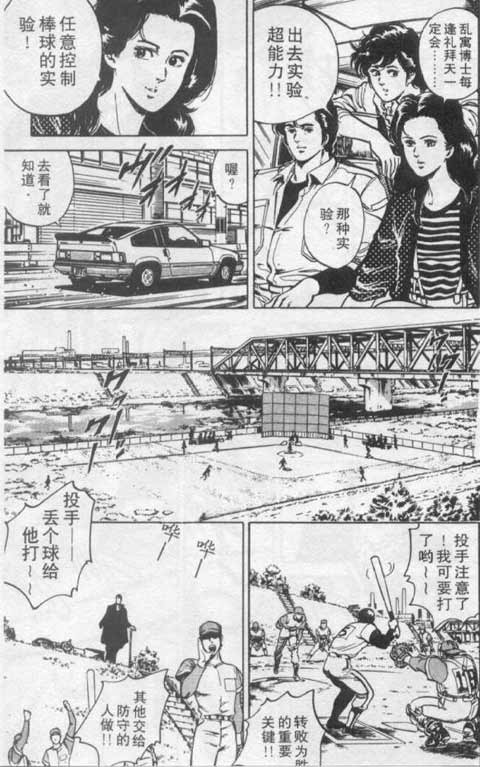 乱寓博士每
逢礼拜天一
定会………
出去实验
超能力!!
那种实
验?
任意控制
棒球的实
验!
喔?
去看了就
知道.
投手——
丢个球给
他打~~
哗——
哗——
其他交给
防守的
人做!!
投手注意了
!我可要打
了哟~~
转败为胜
的重要
关键!!